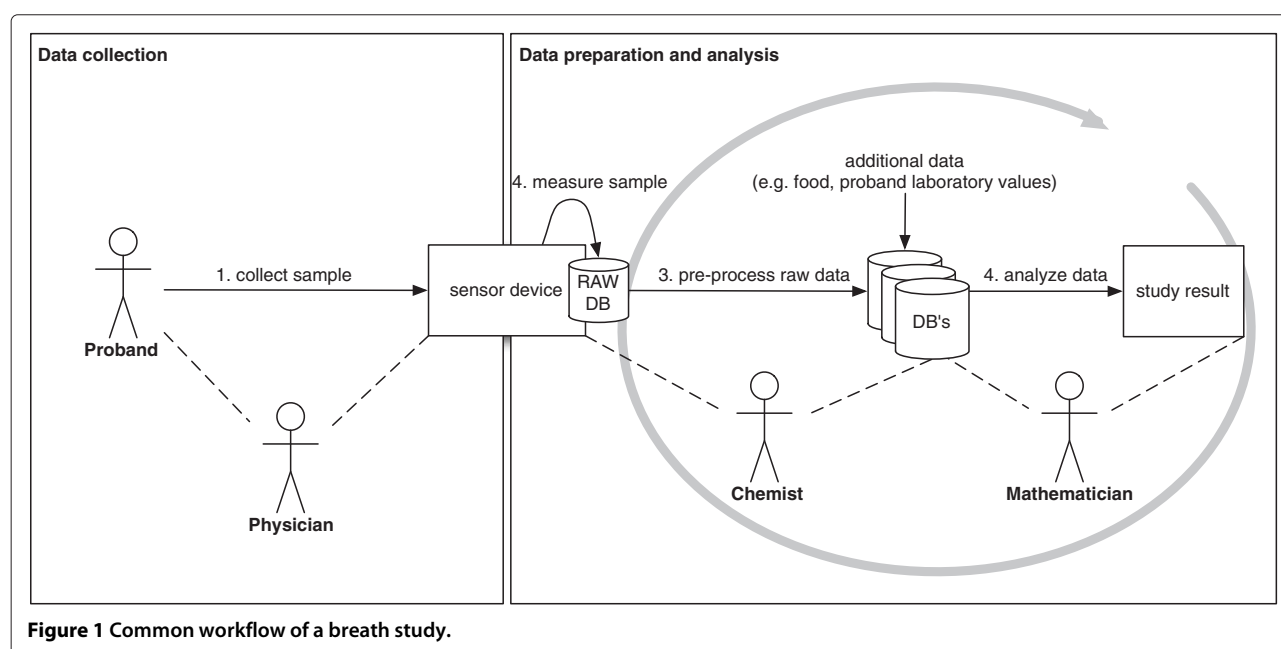 Data collection
Data preparation and analysis
additional data
(e.g. food, proband laboratory values)
4. measure sample
1. collect sample
sensor device
RAW
DB
3. pre-process raw data
DB's
4. analyze data
study result
Proband
Physician
Chemist
Mathematician
Figure 1 Common workflow of a breath study.